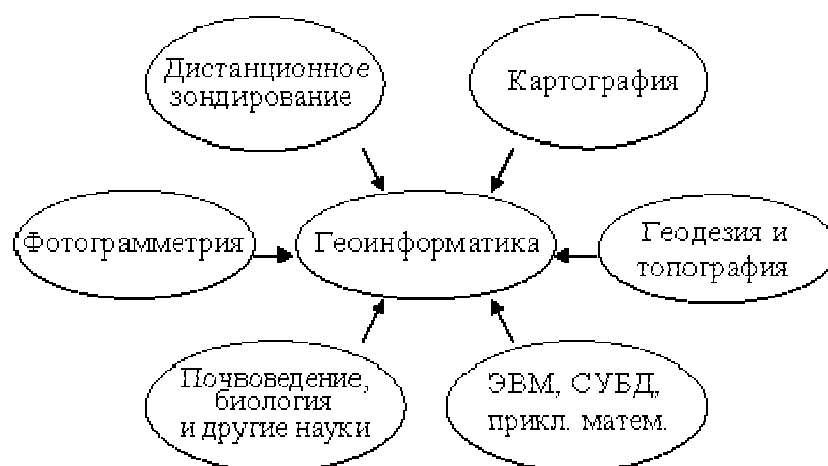 Дистанционное
зондирование
Картография
Фотограмметрия
Геоинформатика
Геодезия и
топография
Почвоведение,
биология
и другие науки
ЭВМ, СУБД,
прикл. матем.